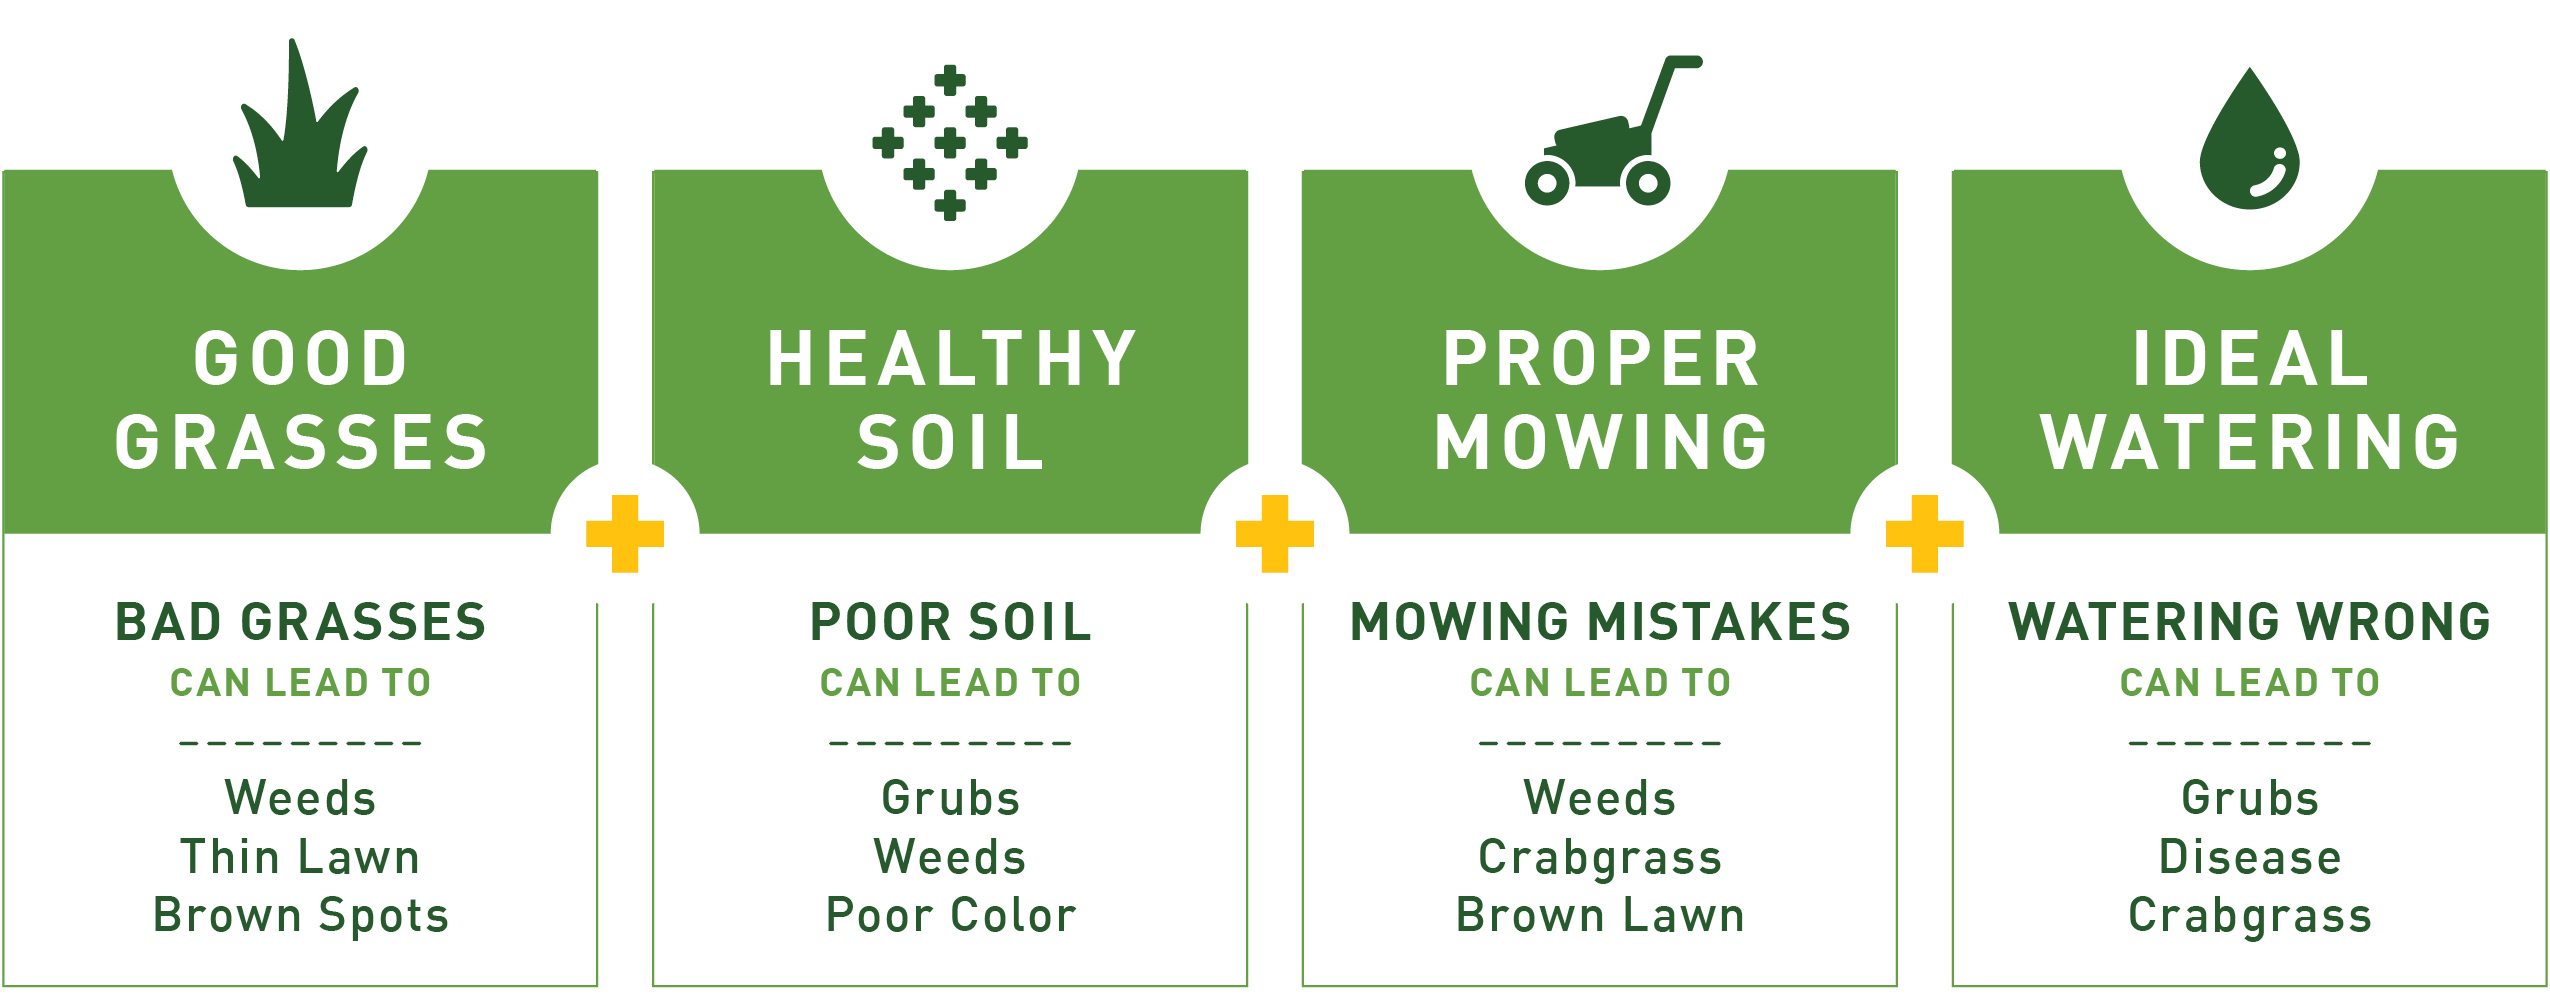 GOOD
GRASSES
BAD GRASSES
CAN LEAD TO
Weeds
Thin Lawn
Brown Spots
HEALTHY
SOIL
POOR SOIL
CAN LEAD TO
Grubs
Weeds
Poor Color
PROPER
MOWING
MOWING MISTAKES
CAN LEAD TO
Weeds
Crabgrass
Brown Lawn
IDEAL
WATERING
WATERING WRONG
CAN LEAD TO
Grubs
Disease
Crabgrass